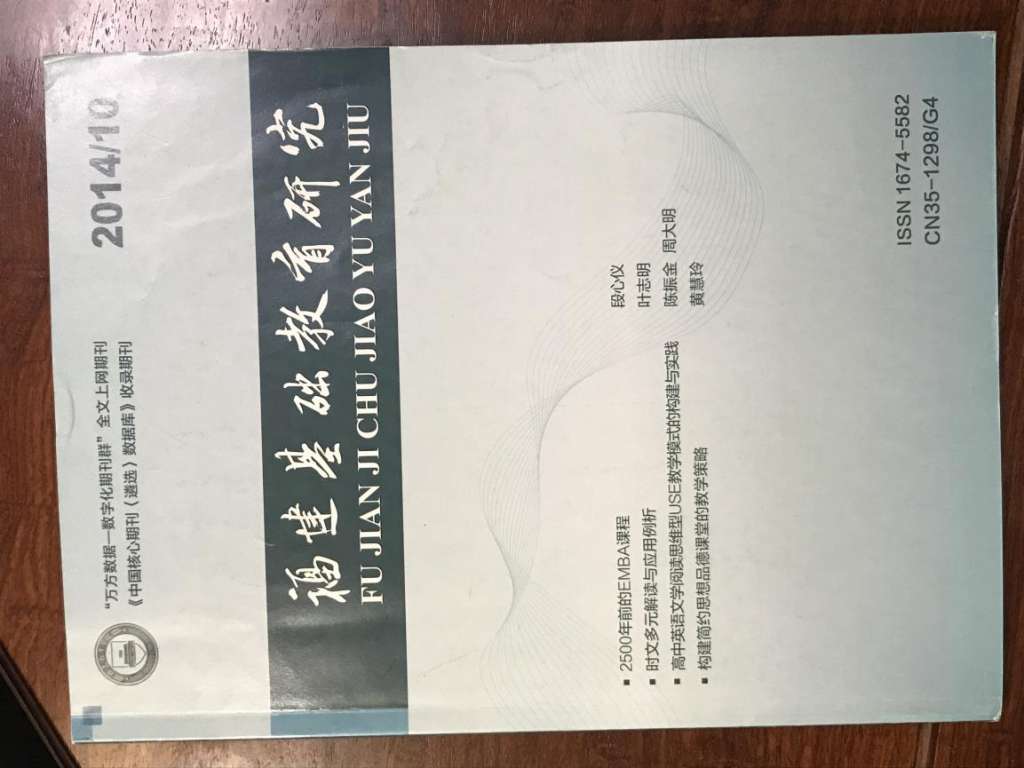 "万方数据—数字化期刊群"全文上网期刊
《中国核心期刊（遴选）数据库》收录期刊
2014/10
福建基础教育研究
FU JIAN JI CHU JIAO YU YAN JIU
■ 2500年前的EMBA课程 段心仪
■ 时文多元解读与应用例析 叶志明
■ 高中英语文学阅读思维型USE教学模式的构建与实践 陈振金 周大明
■ 构建简约思想品德课堂的教学策略 黄慧玲
ISSN 1674-5582
CN35-1298/G4